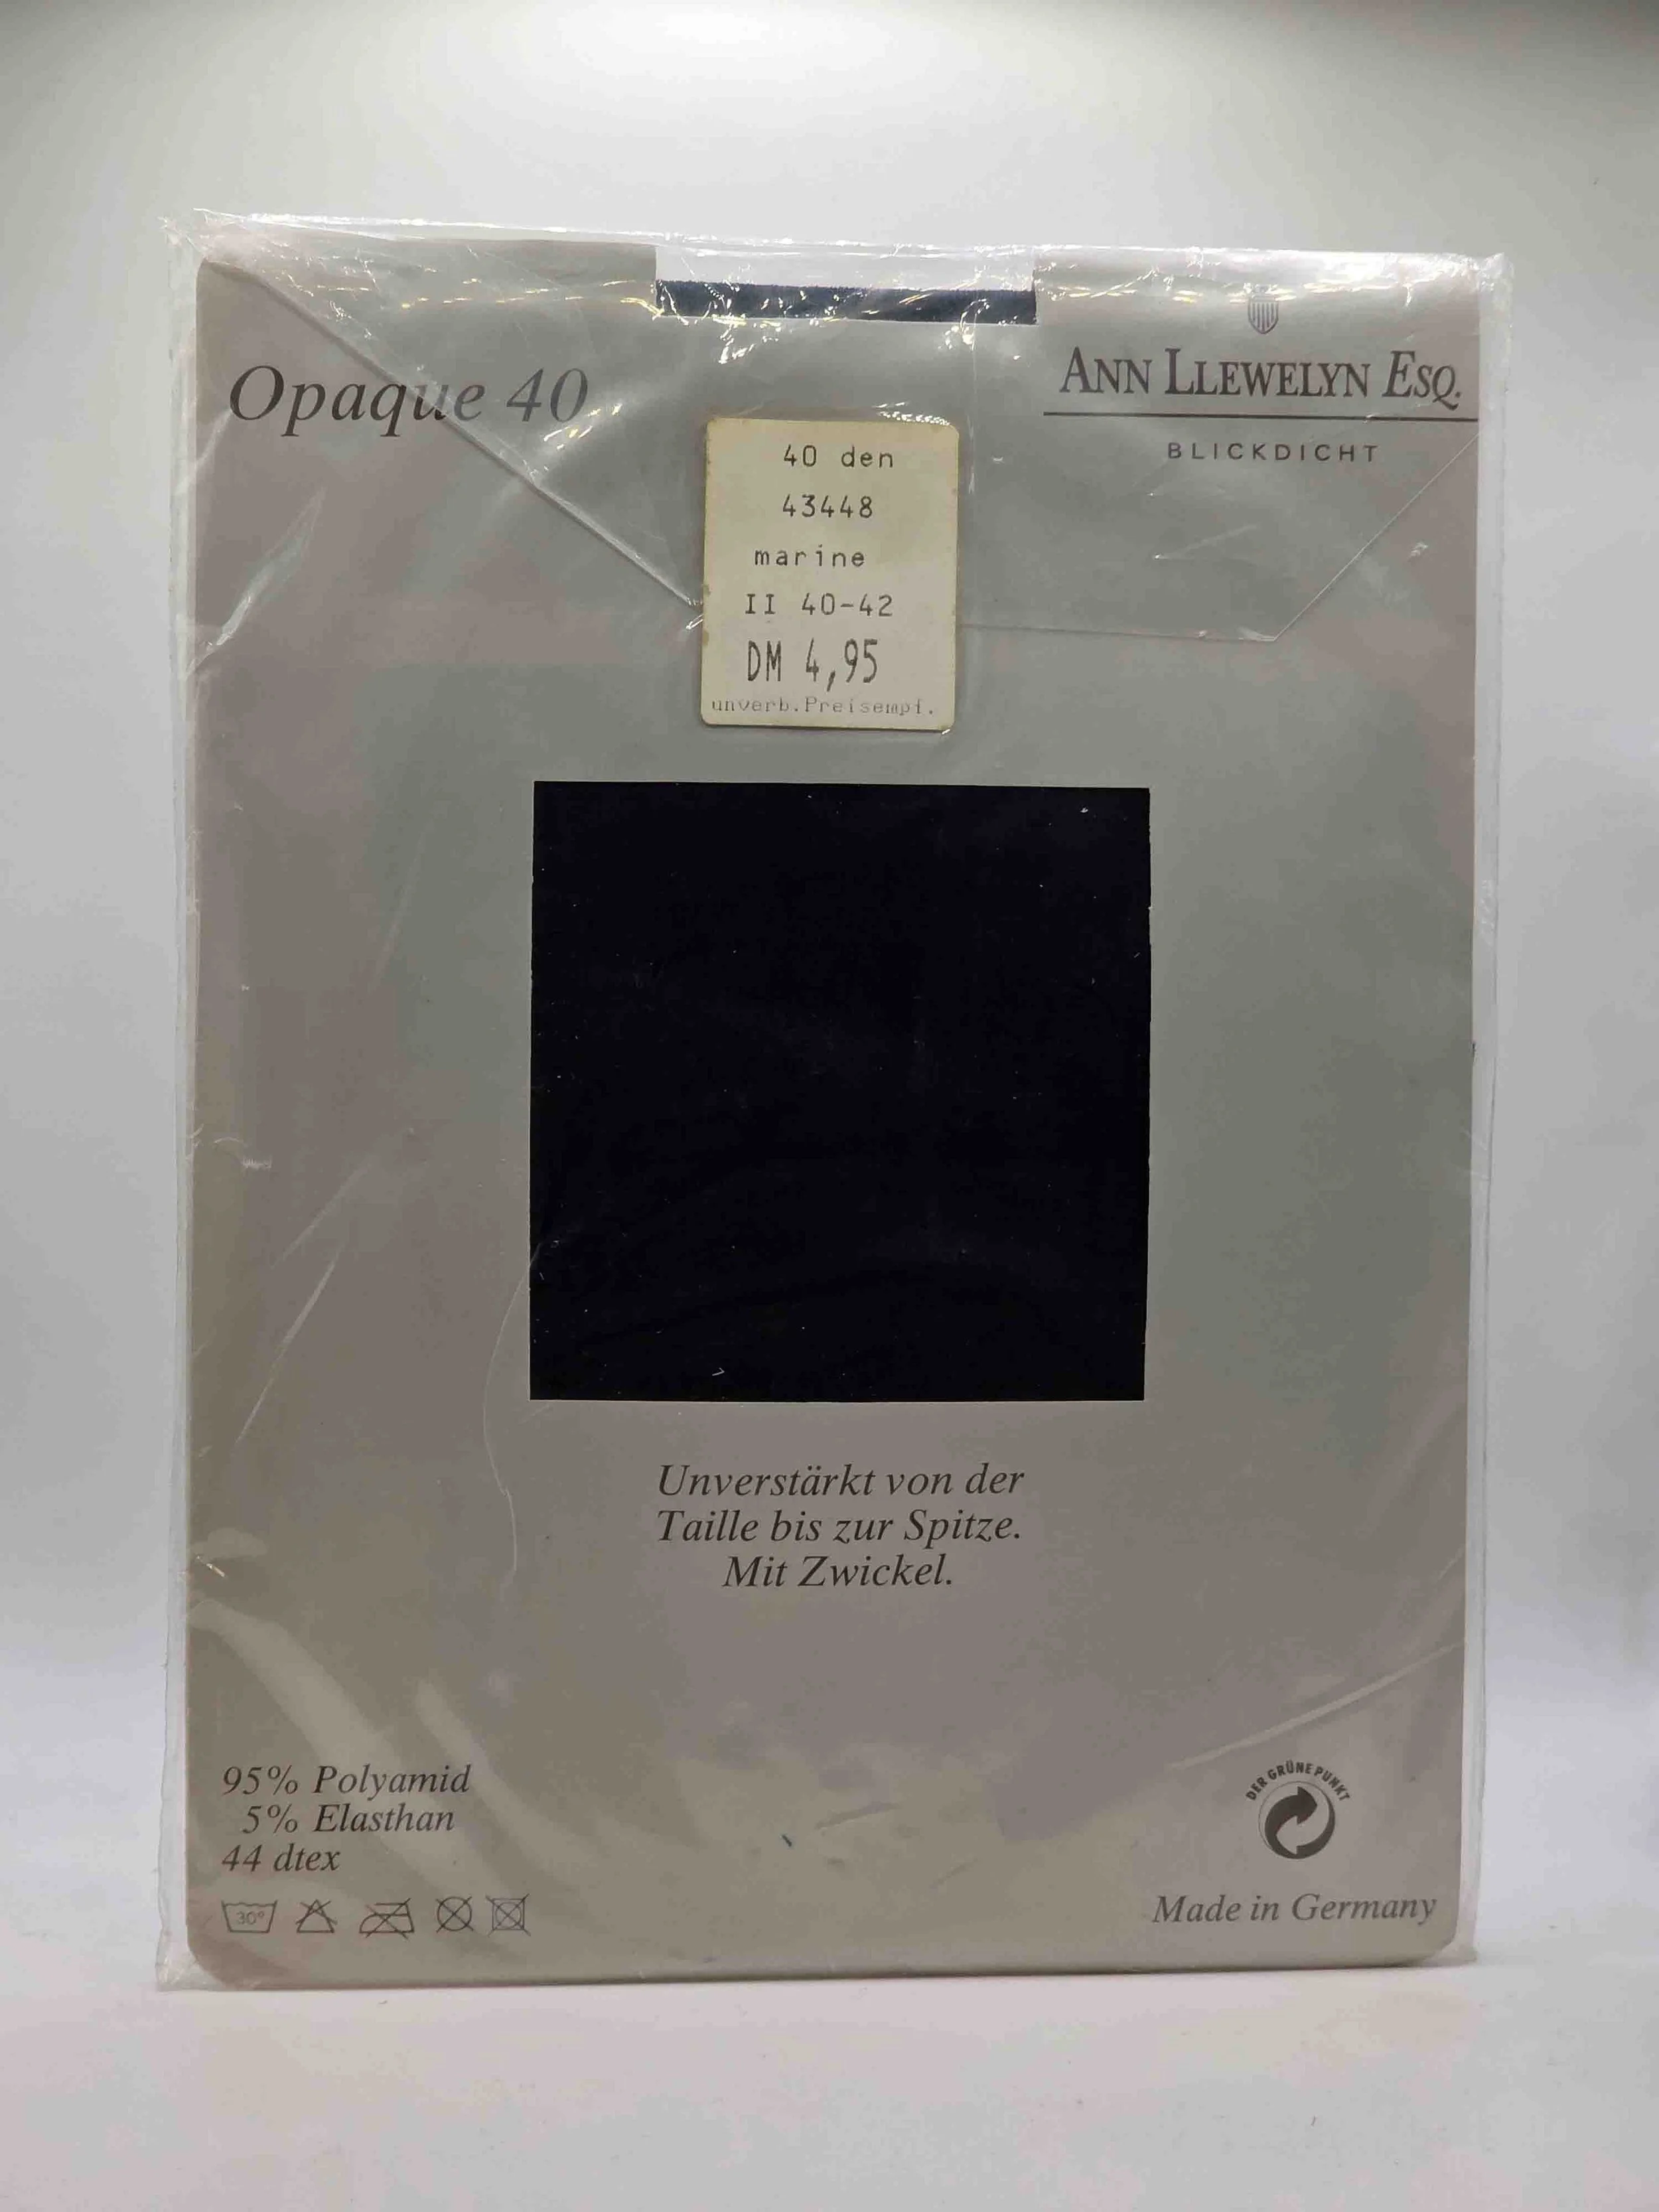 Opaque 40
ANN LLEWELYN ESQ.
BLICKDICHT
40 den
43448
marine
II 40-42
DM 4,95
unverb.Preisempf.
Unverstärkt von der
Taille bis zur Spitze.
Mit Zwickel.
95% Polyamid
5% Elasthan
44 dtex
30°
DER GRÜNE PUNKT
Made in Germany